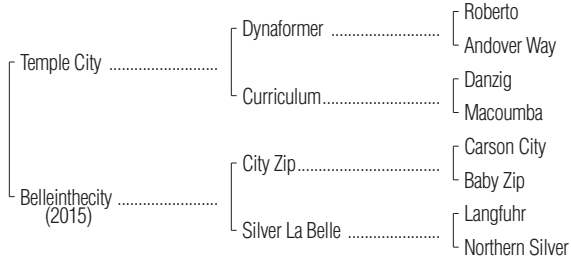 Roberto
Dynaformer ..............................
Andover Way
Temple City ..............................
Danzig
Curriculum ..............................
Macoumba
Carson City
City Zip ..............................
Baby Zip
Belleinthecity ..............................
(2015)
Langfuhr
Silver La Belle ..............................
Northern Silver